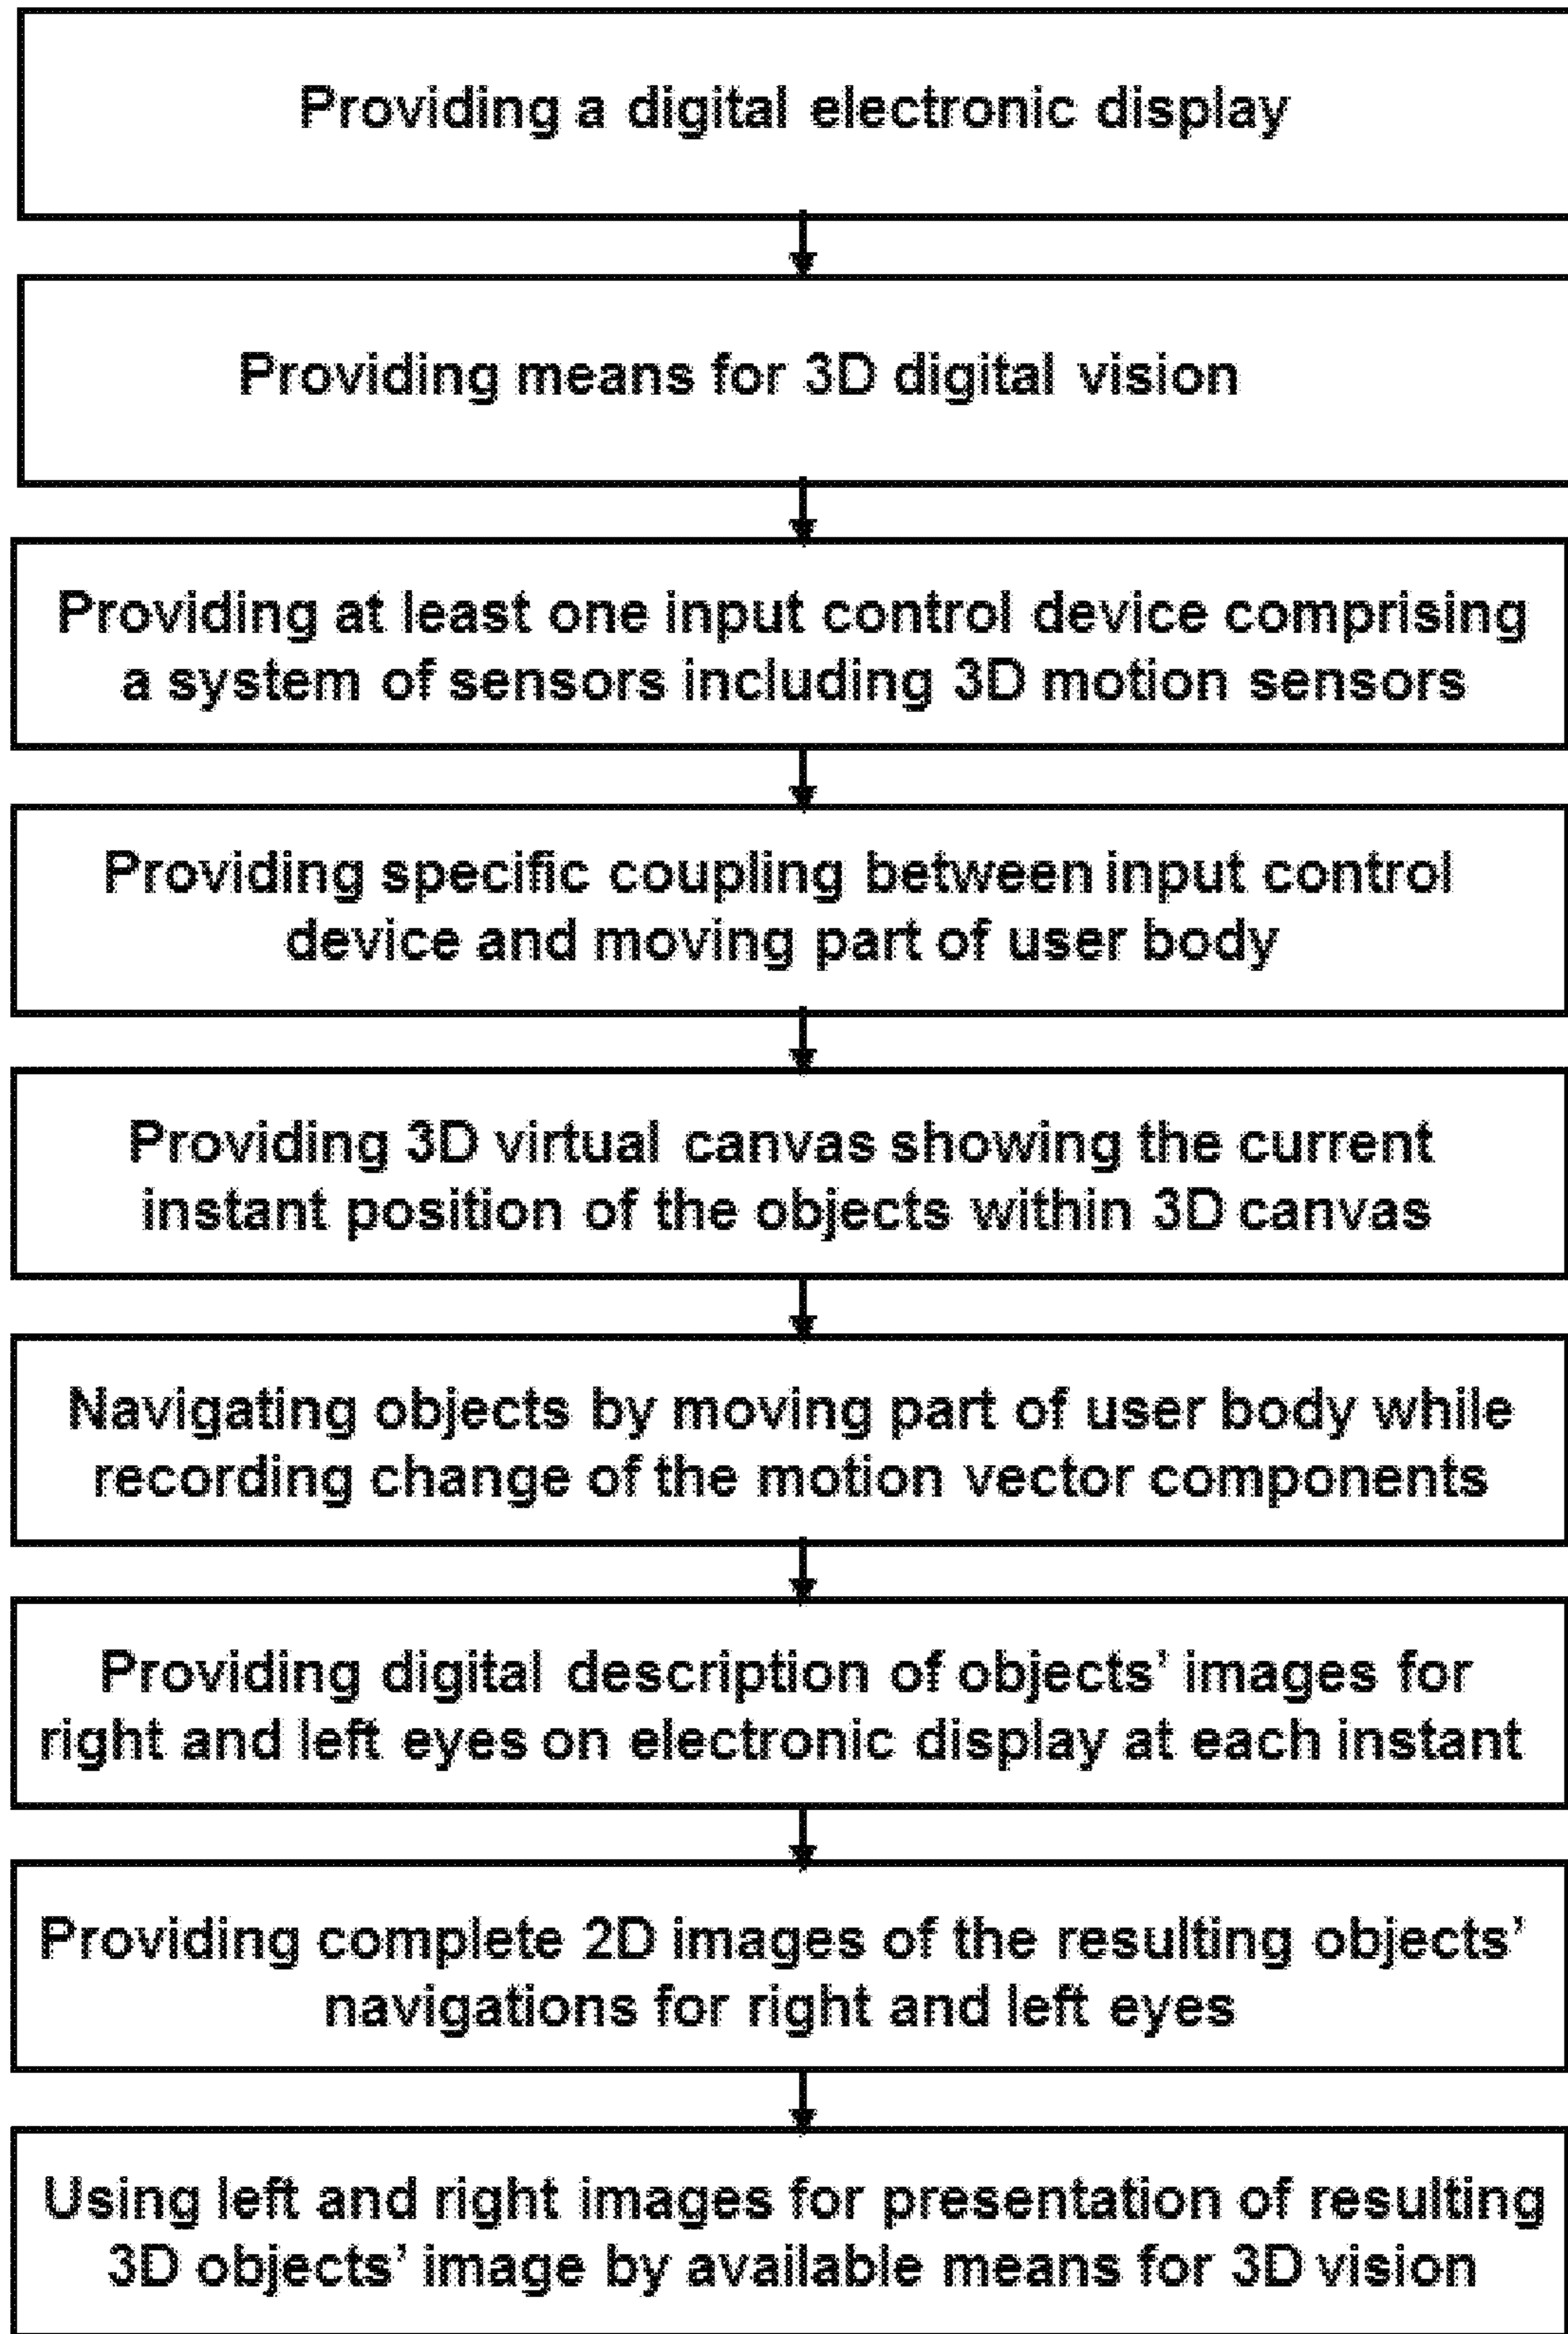 Providing a digital electronic display
Providing means for 3D digital vision
Providing at least one input control device comprising
a system of sensors including 3D motion sensors
Providing specific coupling between input control
device and moving part of user body
Providing 3D virtual canvas showing the current
instant position of the objects within 3D canvas
Navigating objects by moving part of user body while
recording change of the motion vector components
Providing digital description of objects’ images for
right and left eyes on electronic display at each instant
Providing complete 2D images of the resulting objects’
navigations for right and left eyes
Using left and right images for presentation of resulting
3D objects’ image by available means for 3D vision